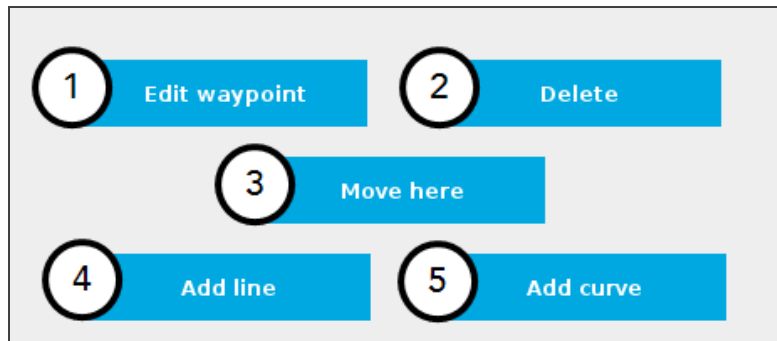 1 Edit waypoint
2 Delete
3 Move here
4 Add line
5 Add curve